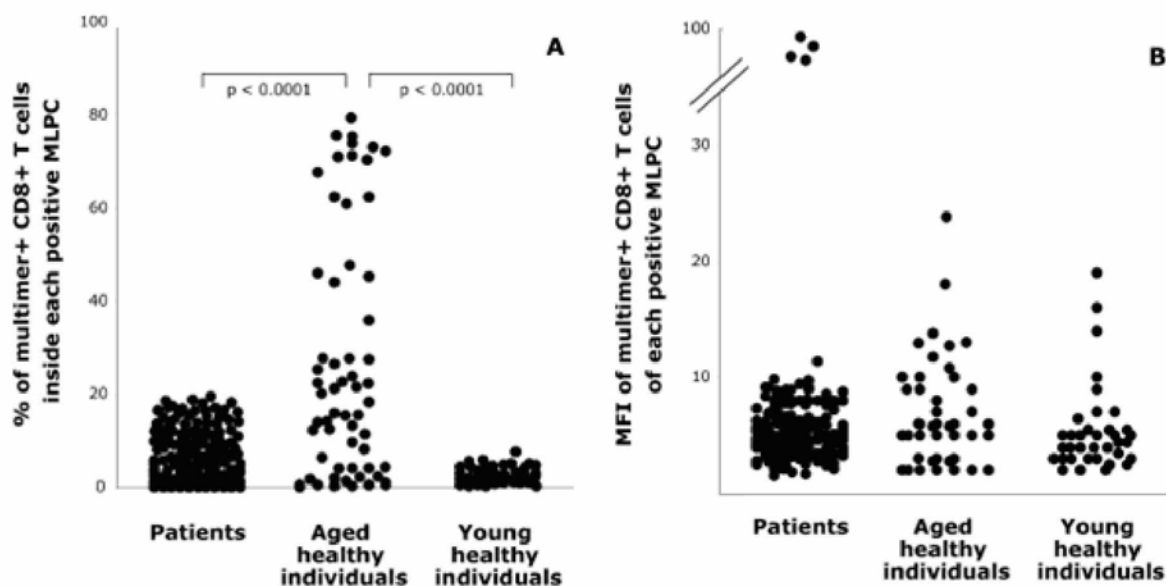 100
80
60
40
20
0
% of multimer+ CD8+ T cells
inside each positive MLPC
A
p < 0.0001
p < 0.0001
Patients
Aged
healthy
individuals
Young
healthy
individuals
100
30
20
10
MFI of multimer+ CD8+ T cells
of each positive MLPC
B
Patients
Aged
healthy
individuals
Young
healthy
individuals